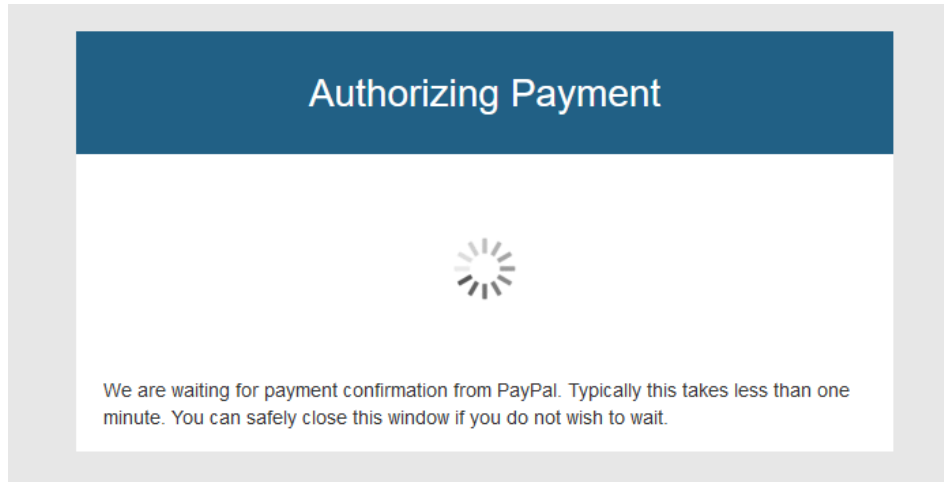 Authorizing Payment
We are waiting for payment confirmation from PayPal. Typically this takes less than one
minute. You can safely close this window if you do not wish to wait.